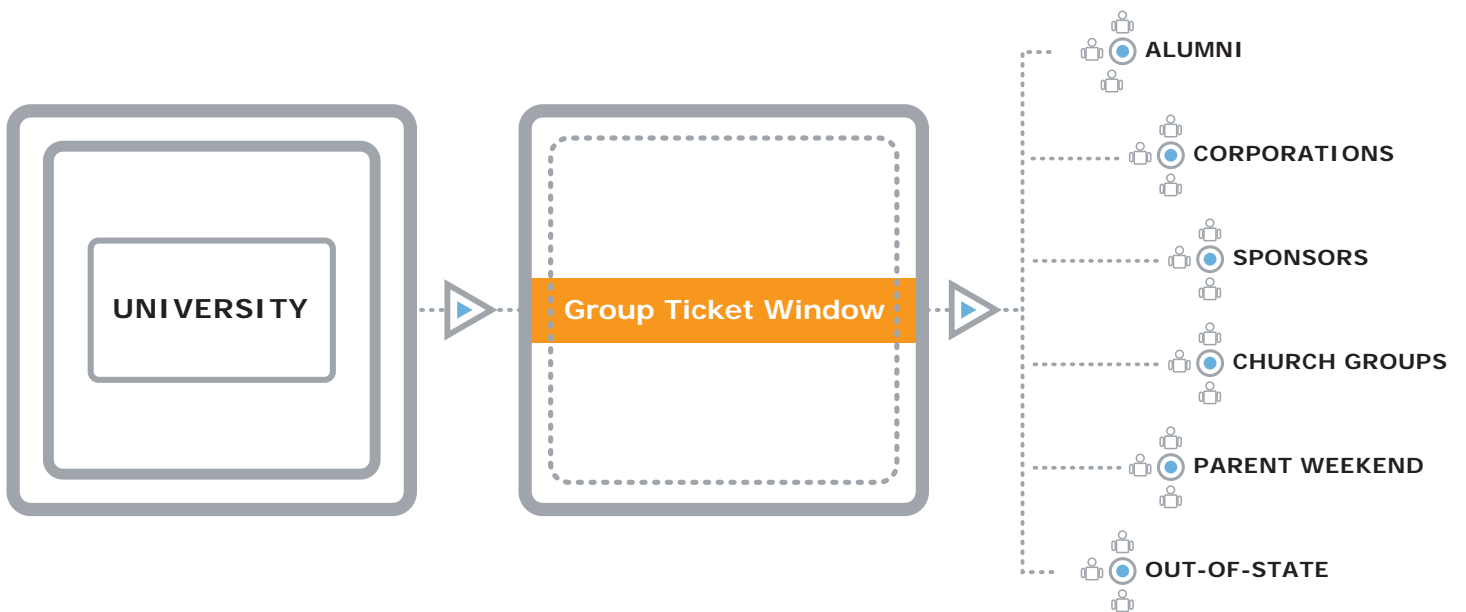 ALUMNI
CORPORATIONS
SPONSORS
UNIVERSITY
Group Ticket Window
CHURCH GROUPS
PARENT WEEKEND
OUT-OF-STATE